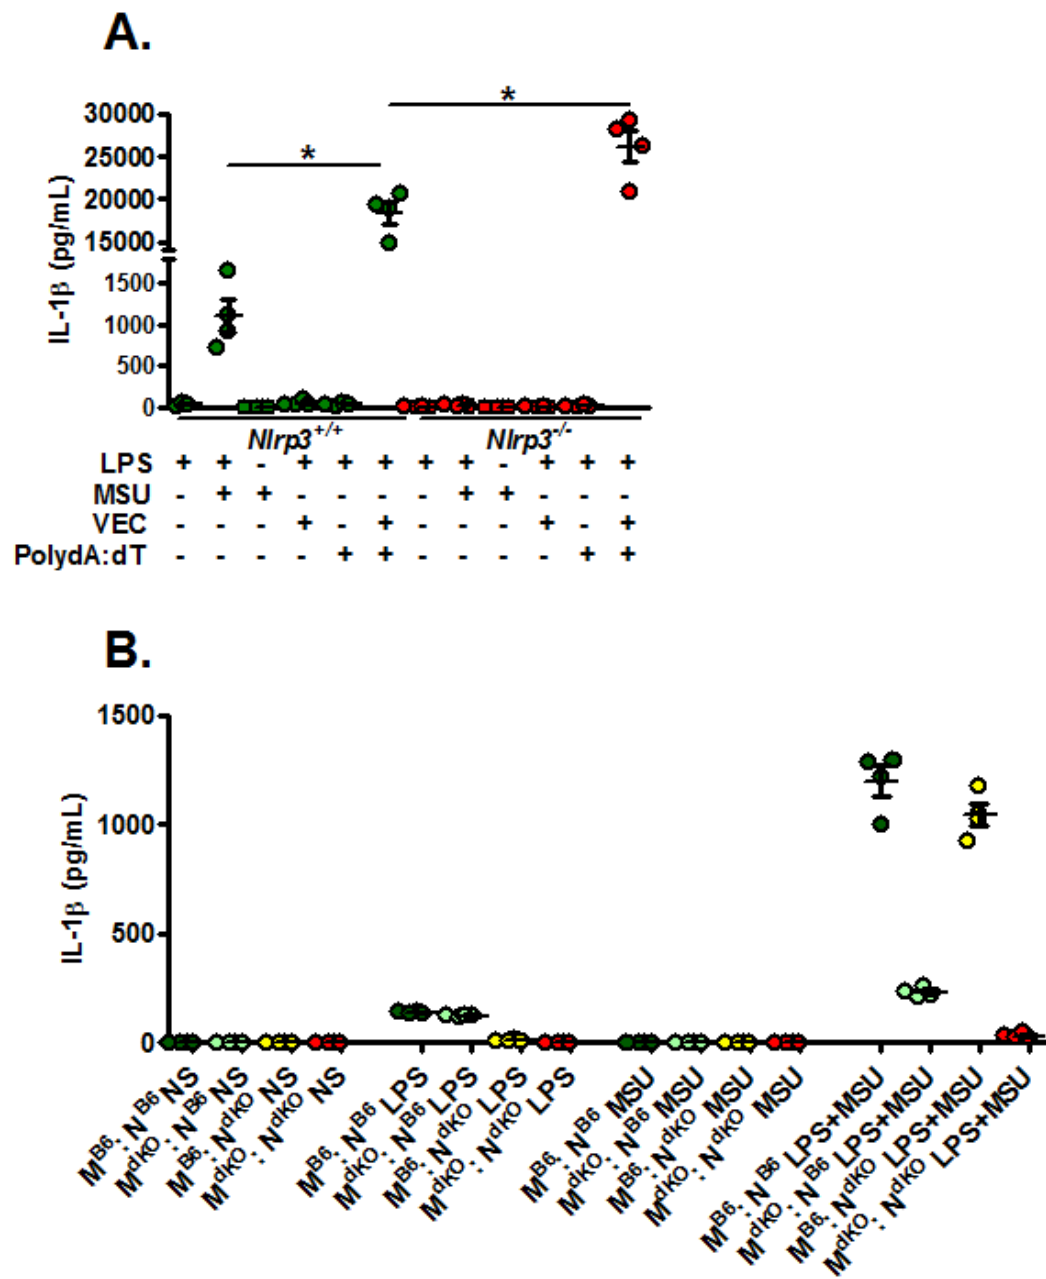 A.
*
*
30000
25000
20000
15000
1500
1000
500
0
IL-1β (pg/mL)
Nlrp3+/+ Nlrp3-/-
LPS + + - + + + + + - + + +
MSU - + + - - - - + + - - -
VEC - - - + - + - - - + - +
PolydA:dT - - - - + + - - - - + +
B.
1500
1000
500
0
IL-1β (pg/mL)
MB6: NB6 NS
MdKO: NB6 NS
MB6: NdKO NS
MdKO: NdKO NS
MB6: NB6 LPS
MdKO: NB6 LPS
MB6: NdKO LPS
MdKO: NdKO LPS
MB6: NB6 MSU
MdKO: NB6 MSU
MB6: NdKO MSU
MdKO: NdKO MSU
MB6: NB6 LPS+MSU
MdKO: NB6 LPS+MSU
MB6: NdKO LPS+MSU
MdKO: NdKO LPS+MSU